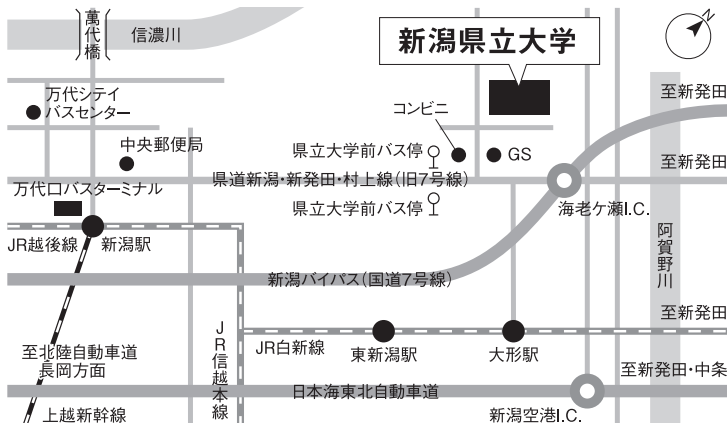 萬代橋
信濃川
新潟県立大学
N
至新発田
万代シテイ
バスセンター
コンビニ
中央郵便局
県立大学前バス停
GS
至新発田
県道新潟・新発田・村上線(旧7号線)
万代口バスターミナル
県立大学前バス停
海老ケ瀬I.C.
JR越後線
新潟駅
阿賀野川
新潟バイパス(国道7号線)
至新発田
JR信越本線
JR白新線
東新潟駅
大形駅
至北陸自動車道
長岡方面
至新発田・中条
日本海東北自動車道
上越新幹線
新潟空港I.C.